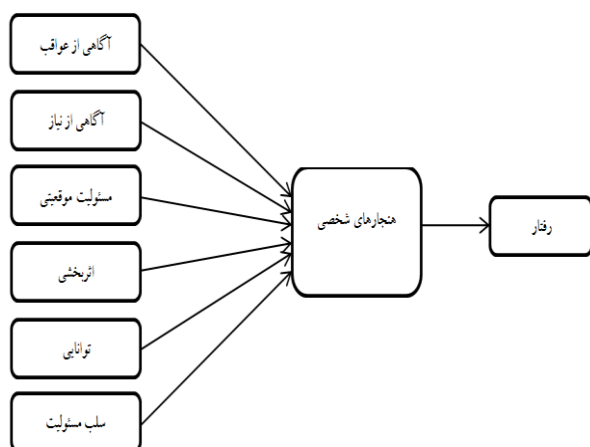 آگاهی از عواقب
آگاهی از نیاز
مسئولیت موقعیتی
اثربخشی
توانایی
سلب مسئولیت
هنجارهای شخصی
رفتار